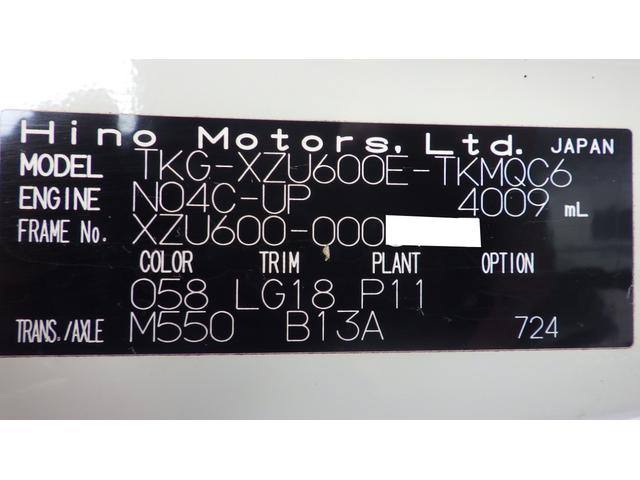 Hino Motors, Ltd. JAPAN
MODEL TKG-XZU600E-TKMQC6
ENGINE N04C-UP 4009 mL
FRAME No. XZU600-000
COLOR TRIM PLANT OPTION
058 LG18 P11
TRANS./AXLE M550 B13A 724